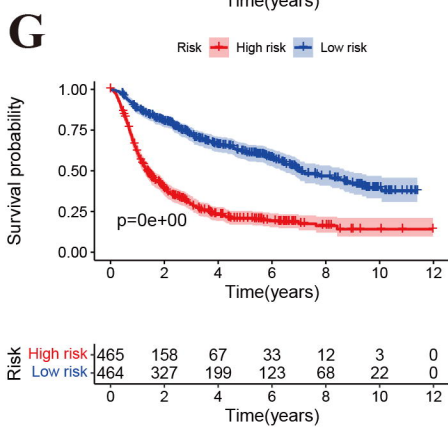 Time(years)
G
Risk High risk Low risk
Survival probability
1.00
0.75
0.50
0.25
0.00
p=0e+00
0 2 4 6 8 10 12
Time(years)
Risk
High risk 465 158 67 33 12 3 0
Low risk 464 327 199 123 68 22 0
0 2 4 6 8 10 12
Time(years)